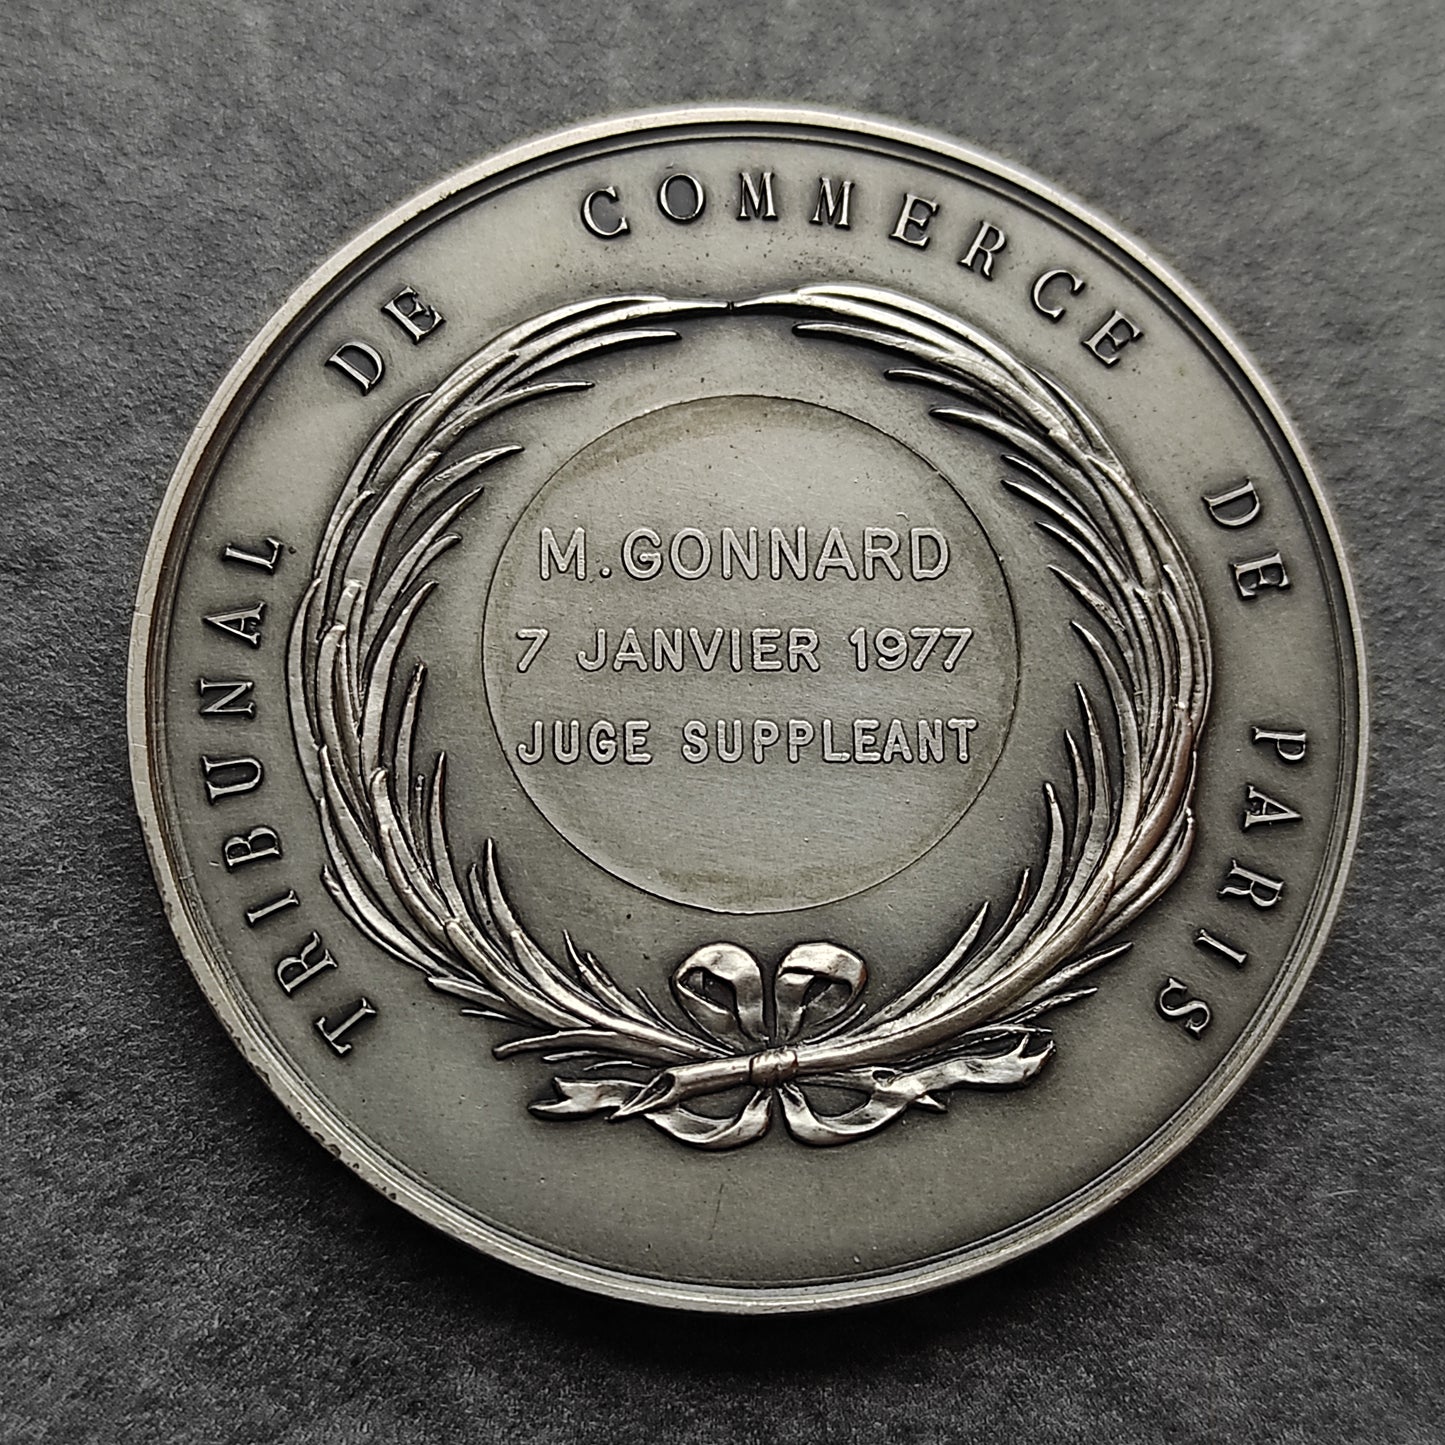 TRIBUNAL DE COMMERCE DE PARIS
M. GONNARD
7 JANVIER 1977
JUGE SUPPLEANT